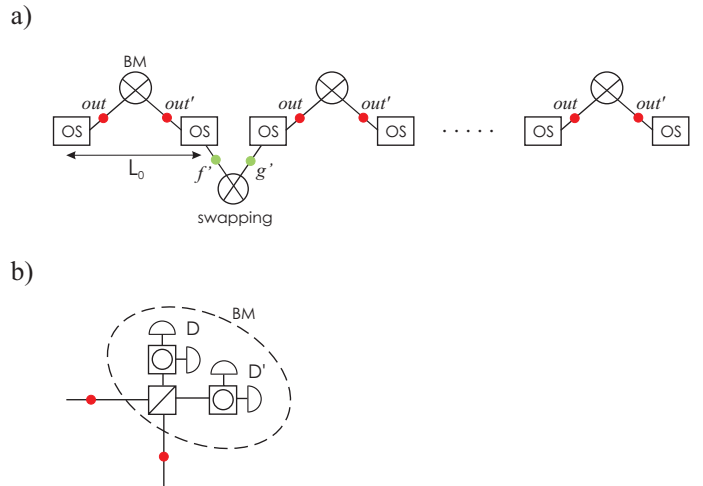 a)
BM
out out' out out' out out'
OS OS OS OS . . . . . OS OS
L0
f' g'
swapping
b)
BM
D
D'